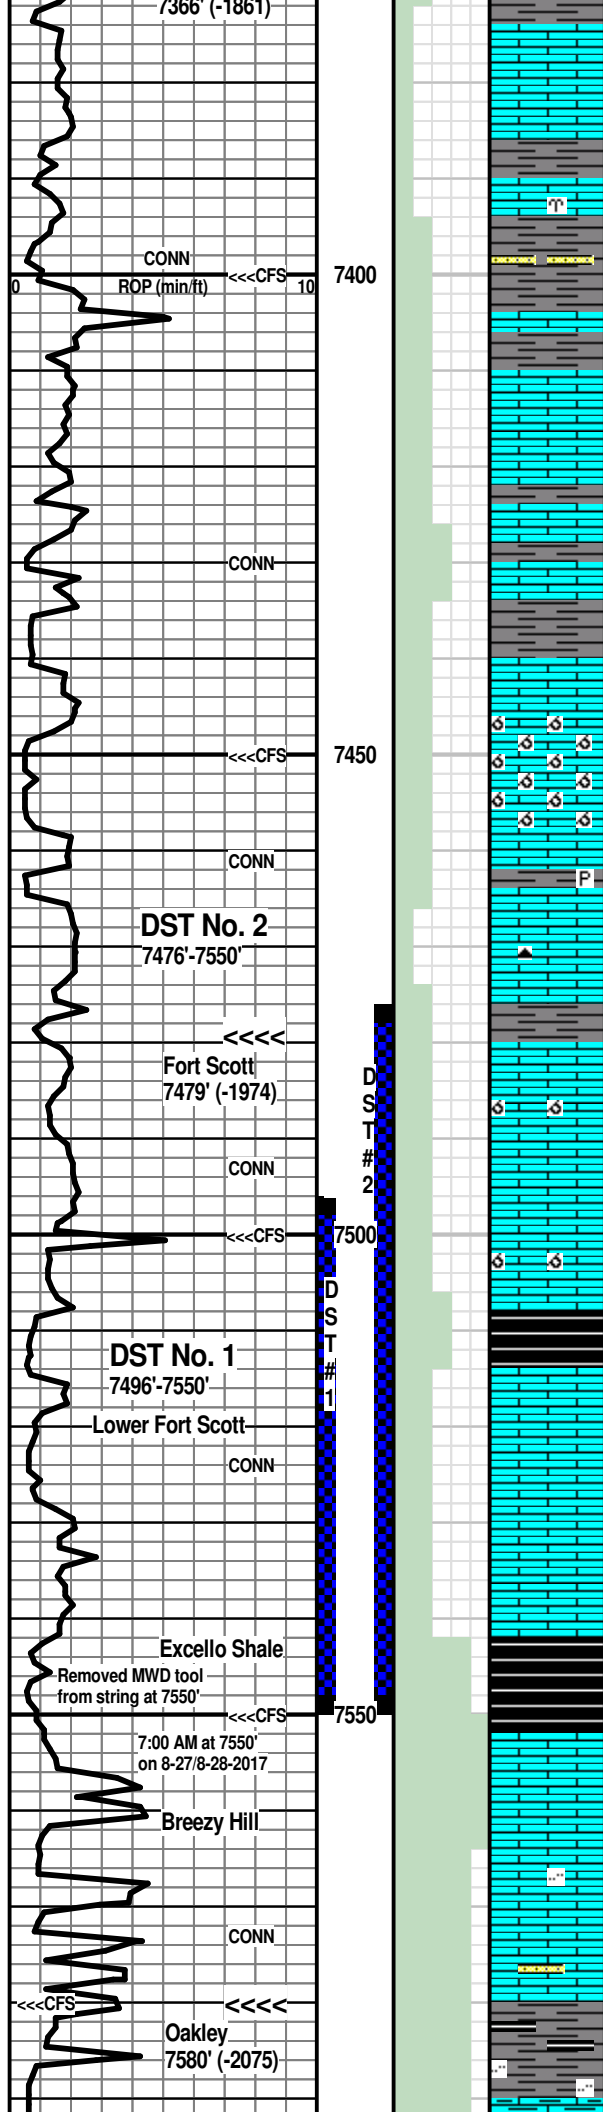 7366' (-1861)
CONN
<<<CFS
7400
0 ROP (min/ft) 10
CONN
<<<CFS
7450
CONN
P
DST No. 2
7476'-7550'
<<<<
Fort Scott
7479' (-1974)
DST#2
CONN
<<<CFS
7500
DST#1
DST No. 1
7496'-7550'
Lower Fort Scott
CONN
Excello Shale
Removed MWD tool
from string at 7550'
<<<CFS
7550
7:00 AM at 7550'
on 8-27/8-28-2017
Breezy Hill
CONN
<<<CFS
<<<<
Oakley
7580' (-2075)